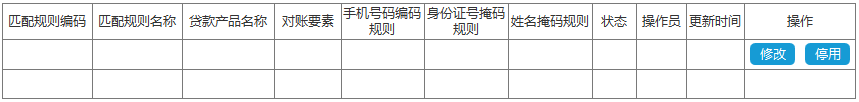 匹配规则编码 匹配规则名称 贷款产品名称 对账要素 手机号码编码规则 身份证号掩码规则 姓名掩码规则 状态 操作员 更新时间 操作
修改 停用